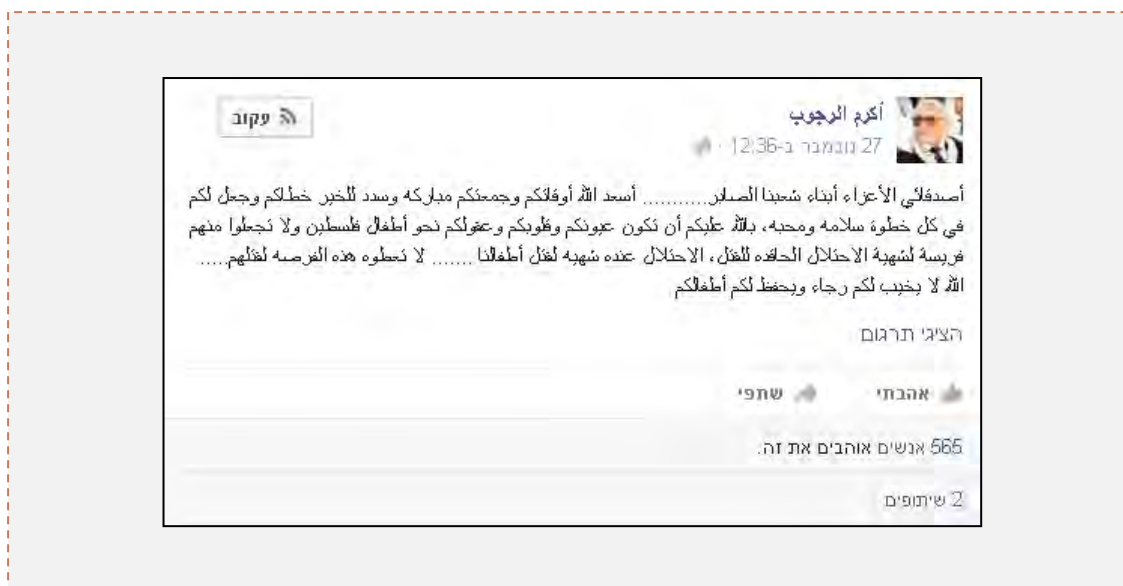 أكرم الرجوب
עקוב
27 נובמבר ב-12:36
أصدقائي الأعزاء أبناء شعبنا الصابر........... أسعد الله أوقاتكم وجمعتكم مباركه وسدد للخير خطاكم وجعل لكم
في كل خطوة سلامه ومحبه، بالله عليكم أن تكون عيونكم وقلوبكم وعقولكم نحو أطفال فلسطين ولا تجعلوا منهم
فريسة لشهية الاحتلال الحاقده للقتل، الاحتلال عنده شهيه لقتل أطفالنا ....... لا تعطوه هذه الفرصه لقتلهم.....
الله لا يخيب لكم رجاء ويحفظ لكم أطفالكم
הציגי תרגום
אהבתי שתפי
565 אנשים אוהבים את זה.
2 שיתופים